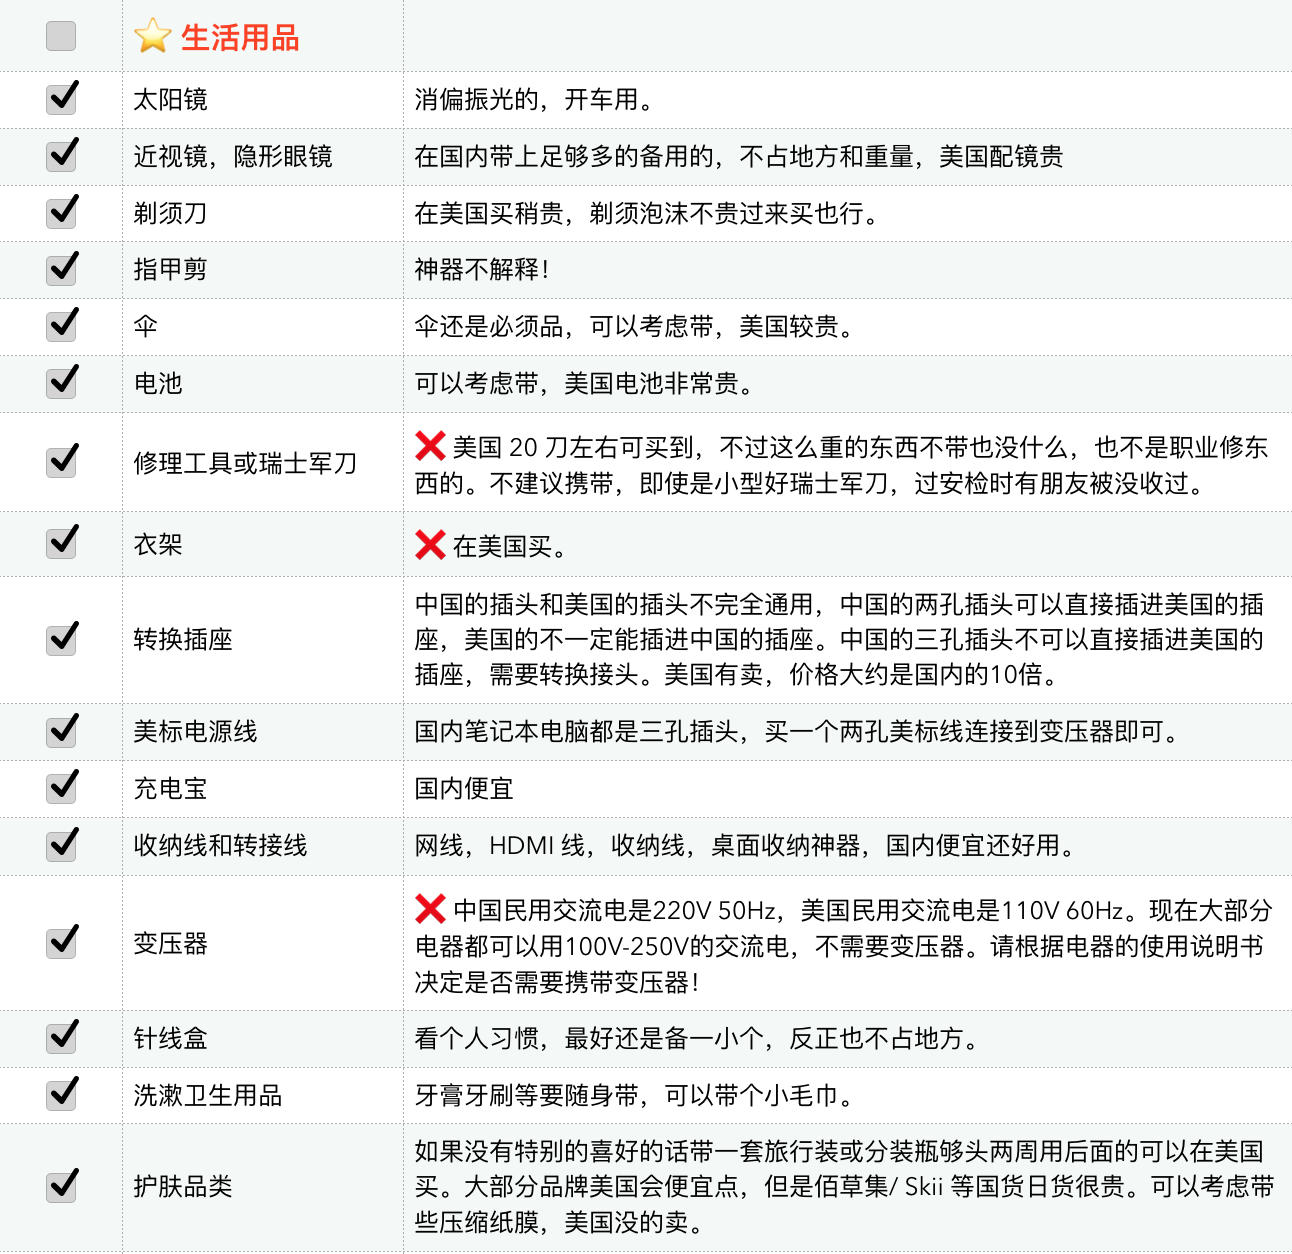 ⭐ 生活用品
太阳镜
消偏振光的，开车用。
近视镜，隐形眼镜
在国内带上足够多的备用的，不占地方和重量，美国配镜贵
剃须刀
在美国买稍贵，剃须泡沫不贵过来买也行。
指甲剪
神器不解释！
伞
伞还是必须品，可以考虑带，美国较贵。
电池
可以考虑带，美国电池非常贵。
修理工具或瑞士军刀
❌ 美国 20 刀左右可买到，不过这么重的东西不带也没什么，也不是职业修东
西的。不建议携带，即使是小型好瑞士军刀，过安检时有朋友被没收过。
衣架
❌ 在美国买。
转换插座
中国的插头和美国的插头不完全通用，中国的两孔插头可以直接插进美国的插
座，美国的不一定能插进中国的插座。中国的三孔插头不可以直接插进美国的
插座，需要转换接头。美国有卖，价格大约是国内的10倍。
美标电源线
国内笔记本电脑都是三孔插头，买一个两孔美标线连接到变压器即可。
充电宝
国内便宜
收纳线和转接线
网线，HDMI 线，收纳线，桌面收纳神器，国内便宜还好用。
变压器
❌ 中国民用交流电是220V 50Hz，美国民用交流电是110V 60Hz。现在大部分
电器都可以用100V-250V的交流电，不需要变压器。请根据电器的使用说明书
决定是否需要携带变压器！
针线盒
看个人习惯，最好还是备一小个，反正也不占地方。
洗漱卫生用品
牙膏牙刷等要随身带，可以带个小毛巾。
护肤品类
如果没有特别的喜好的话带一套旅行装或分装瓶够头两周用后面的可以在美国
买。大部分品牌美国会便宜点，但是佰草集/ Skii 等国货日货很贵。可以考虑带
些压缩纸膜，美国没的卖。